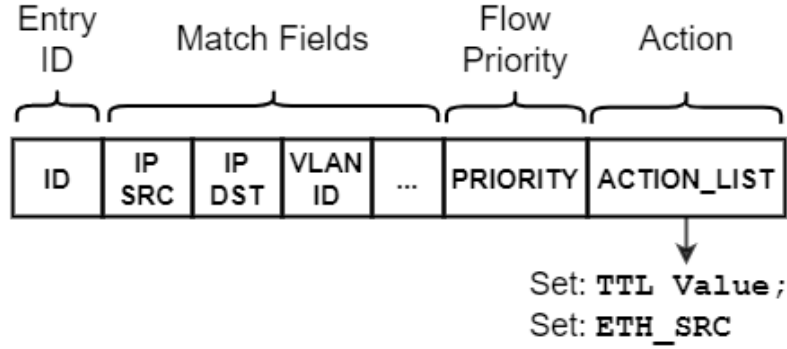 Entry
ID
Match Fields
Flow
Priority
Action
ID
IP
SRC
IP
DST
VLAN
ID
...
PRIORITY
ACTION_LIST
Set: TTL Value;
Set: ETH_SRC